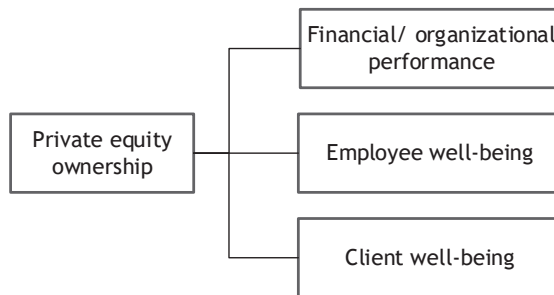 Financial/ organizational
performance
Private equity
ownership
Employee well-being
Client well-being